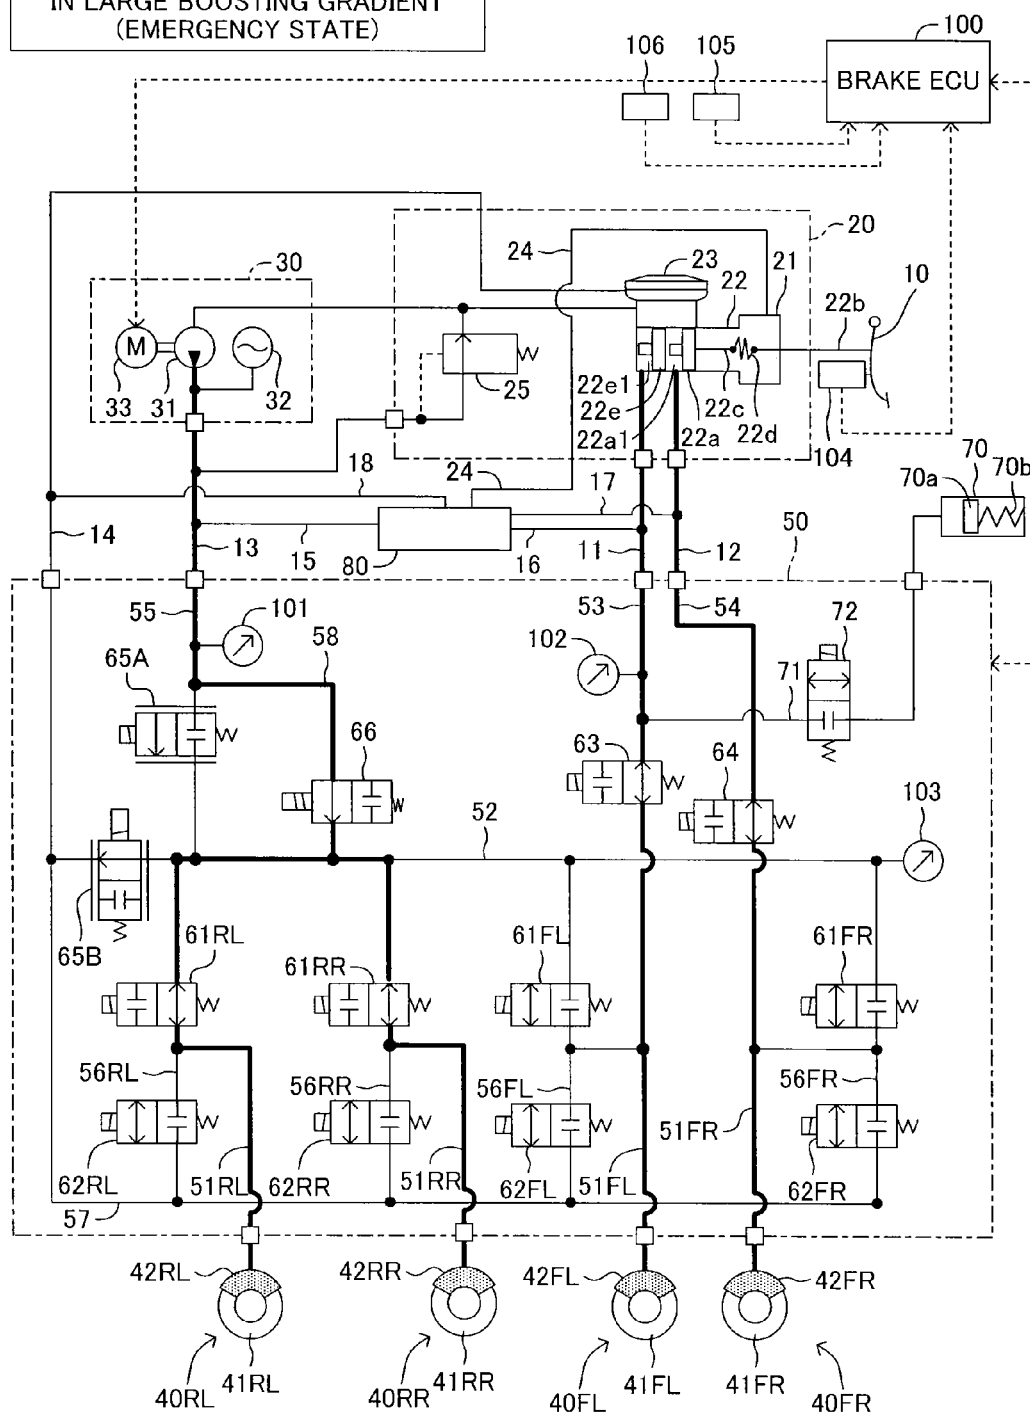 IN LARGE BOOSTING GRADIENT
(EMERGENCY STATE)
106 105 100
BRAKE ECU
20
24 23 21
30 22 22b 10
M
33 31 32 25 22e1 22e 22a1 22c 22a 22d 104
24 18 17 70 70a 70b
14 13 15 80 16 11 12 50
55 101 53 54 72
58 102 71
65A
66 63 64
52 103
65B 61RL 61RR 61FL 61FR
56RL 56RR 56FL 56FR
51FR
62RL 51RL 62RR 51RR 62FL 51FL 62FR
57
42RL 42RR 42FL 42FR
40RL 41RL 40RR 41RR 40FL 41FL 41FR 40FR